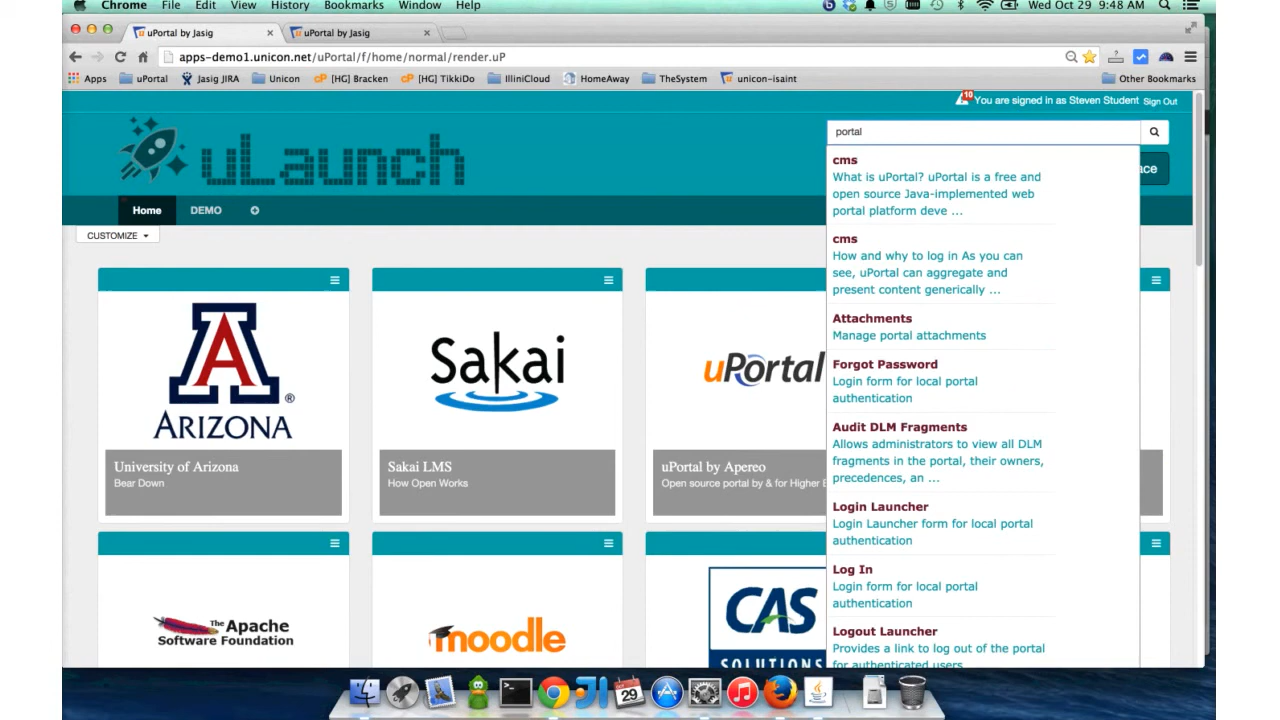 Chrome File Edit View History Bookmarks Window Help
Wed Oct 29 9:48 AM
uPortal by Jasig
uPortal by Jasig
apps-demo1.unicon.net/uPortal/f/home/normal/render.uP
Apps uPortal Jasig JIRA Unicon [HG] Bracken [HG] TikkiDo IlliniCloud HomeAway TheSystem unicon-isaint Other Bookmarks
10 You are signed in as Steven Student Sign Out
uLaunch
portal
Home DEMO
CUSTOMIZE
cms
What is uPortal? uPortal is a free and
open source Java-implemented web
portal platform deve ...
cms
How and why to log in As you can
see, uPortal can aggregate and
present content generically ...
Attachments
Manage portal attachments
Forgot Password
Login form for local portal
authentication
Audit DLM Fragments
Allows administrators to view all DLM
fragments in the portal, their owners,
precedences, an ...
Login Launcher
Login Launcher form for local portal
authentication
Log In
Login form for local portal
authentication
Logout Launcher
Provides a link to log out of the portal
for authenticated users
A
ARIZONA
University of Arizona
Bear Down
Sakai
Sakai LMS
How Open Works
uPortal
uPortal by Apereo
Open source portal by & for Higher
The Apache
Software Foundation
moodle
CAS
SOLUTIONS
29